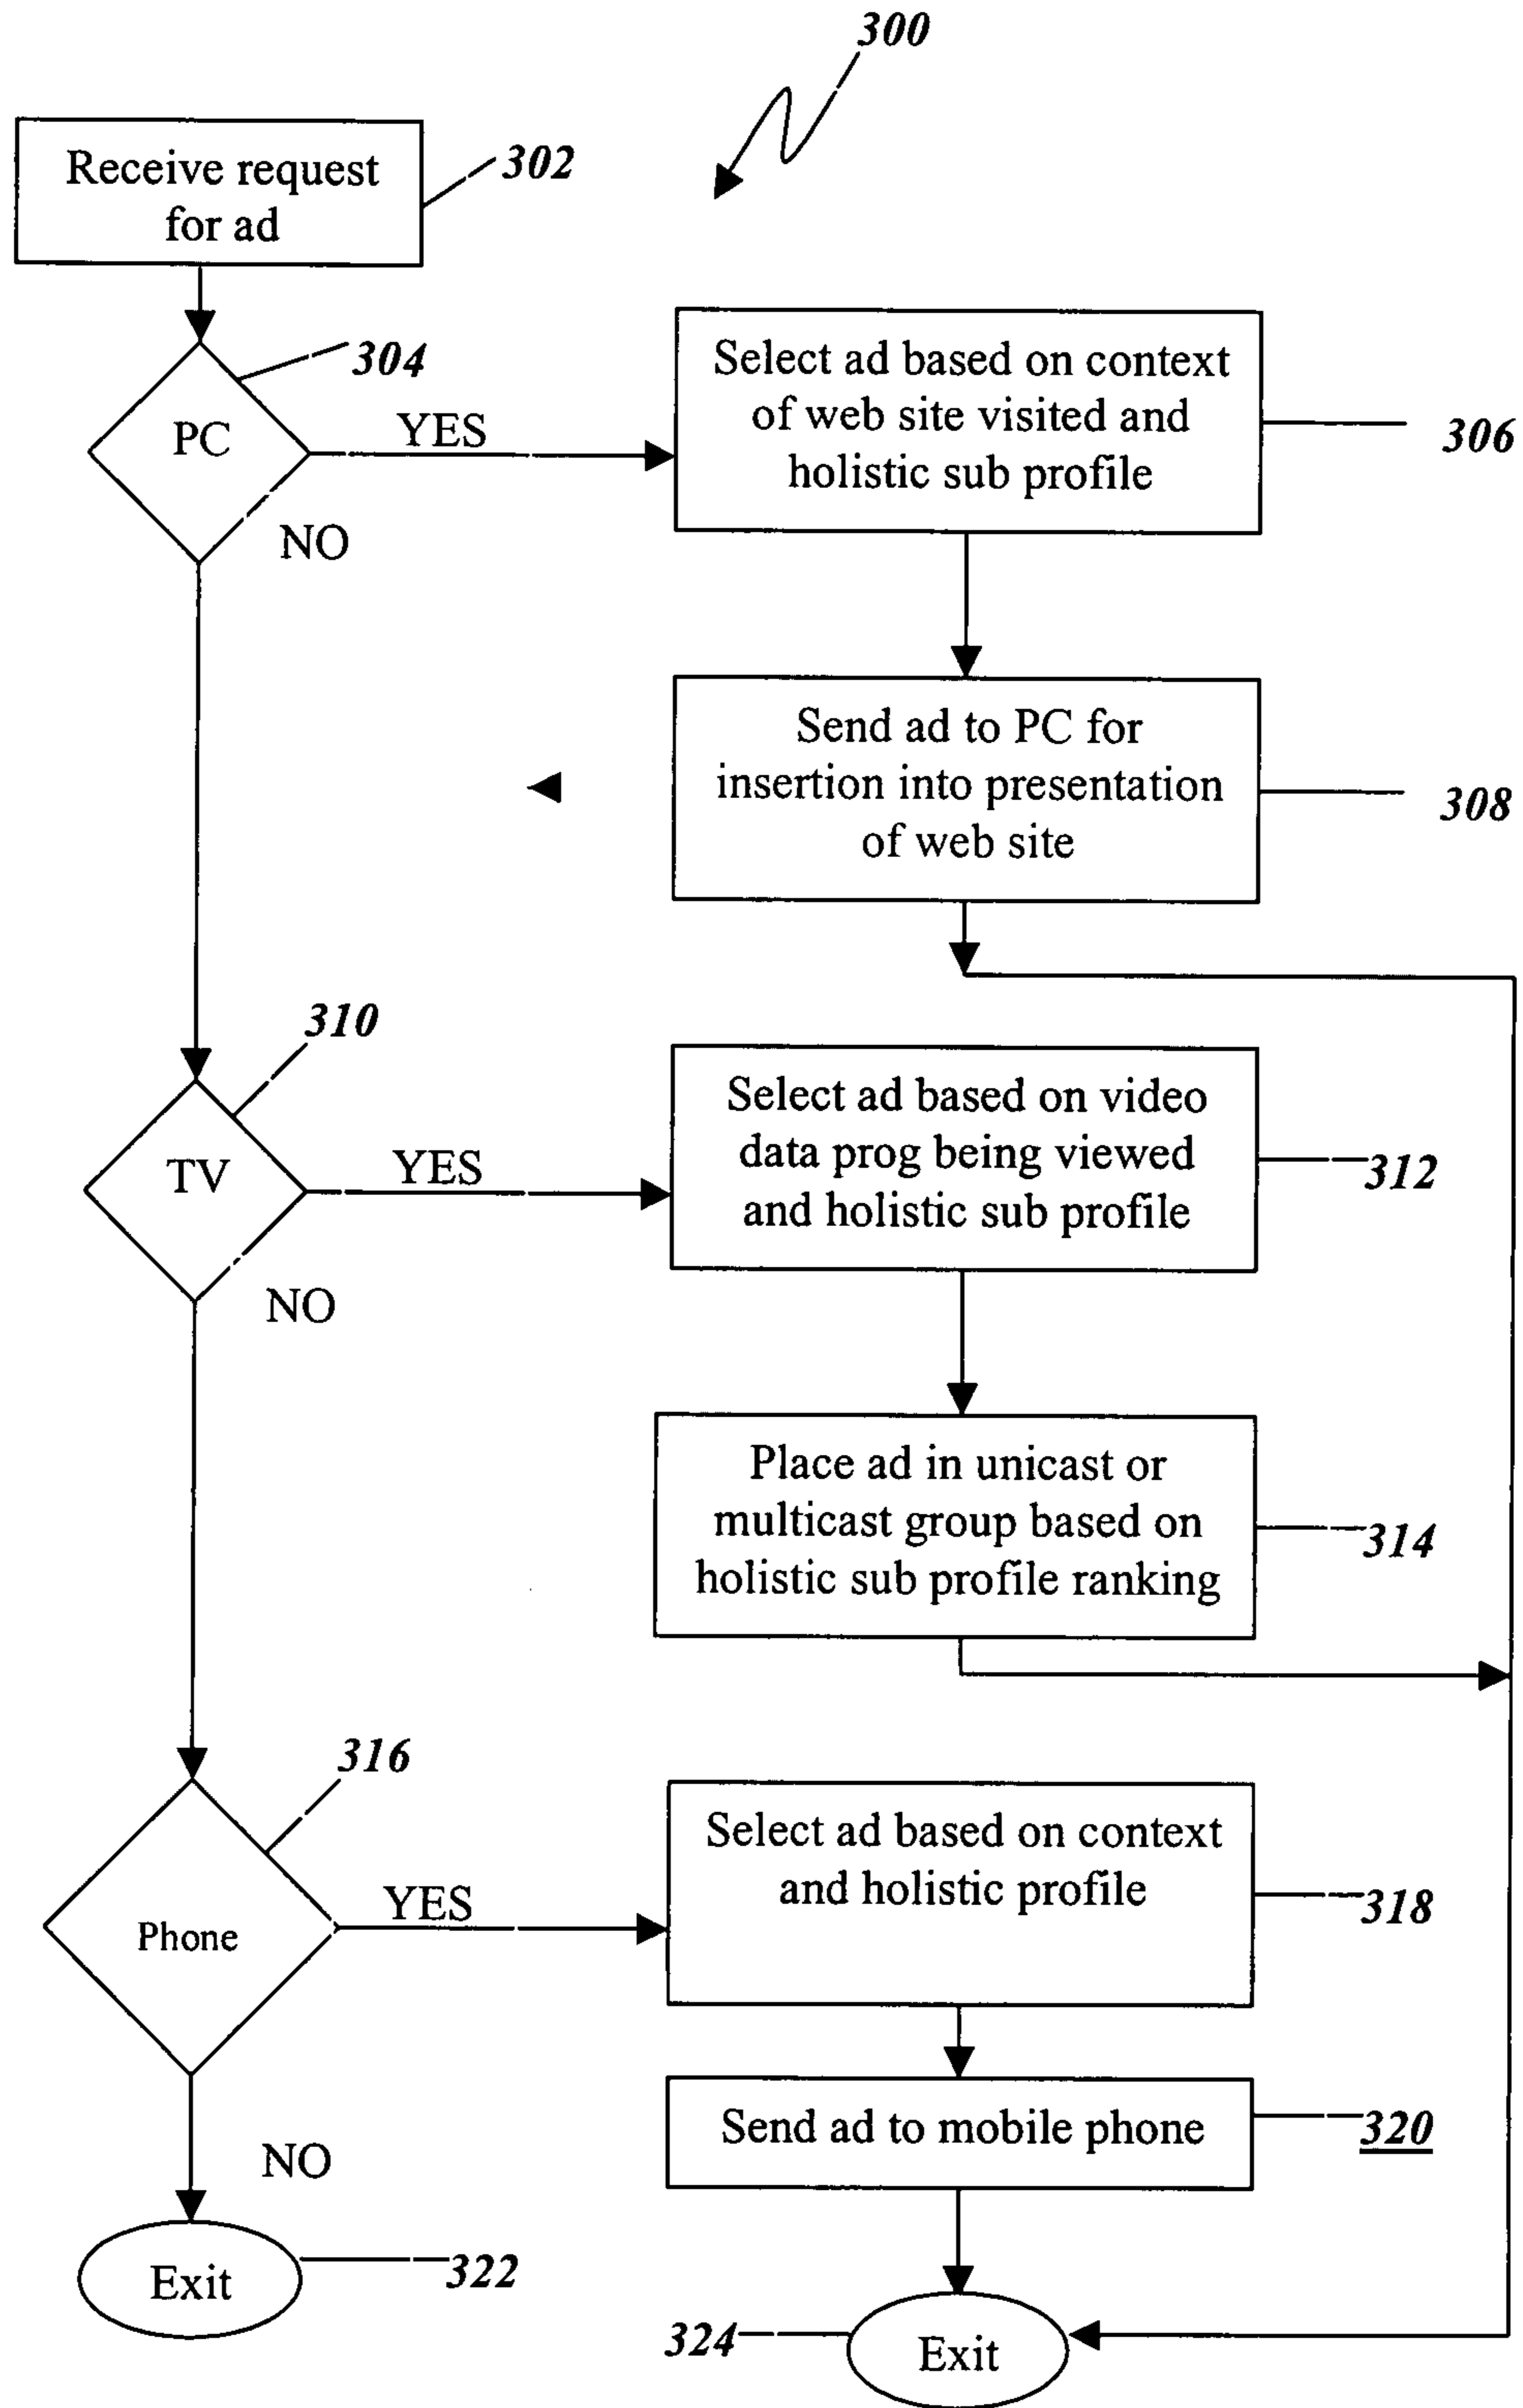 300
Receive request
for ad
302
304
PC
YES
NO
Select ad based on context
of web site visited and
holistic sub profile
306
Send ad to PC for
insertion into presentation
of web site
308
310
TV
YES
NO
Select ad based on video
data prog being viewed
and holistic sub profile
312
Place ad in unicast or
multicast group based on
holistic sub profile ranking
314
316
Phone
YES
NO
Select ad based on context
and holistic profile
318
Send ad to mobile phone
320
Exit
322
324
Exit